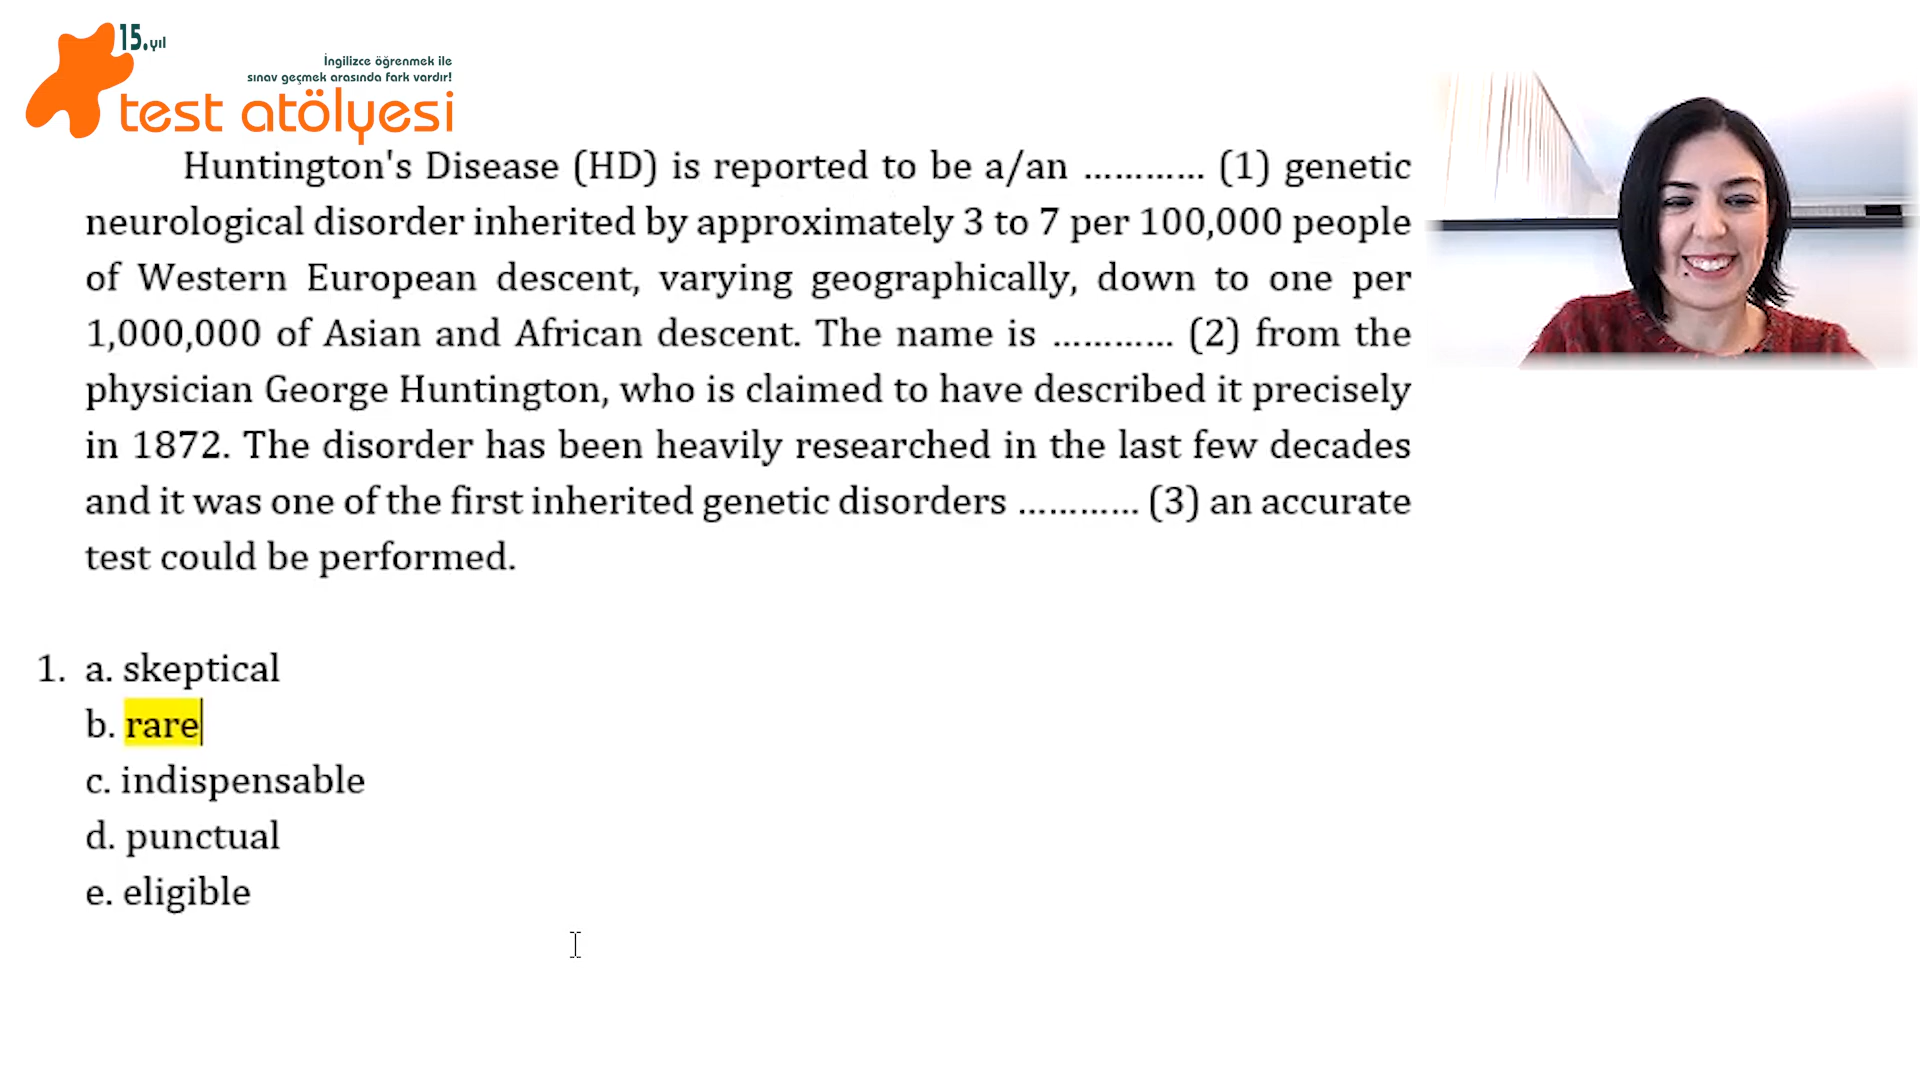 15.yıl
İngilizce öğrenmek ile
sınav geçmek arasında fark vardır!
test atölyesi
Huntington's Disease (HD) is reported to be a/an ............ (1) genetic
neurological disorder inherited by approximately 3 to 7 per 100,000 people
of Western European descent, varying geographically, down to one per
1,000,000 of Asian and African descent. The name is ............ (2) from the
physician George Huntington, who is claimed to have described it precisely
in 1872. The disorder has been heavily researched in the last few decades
and it was one of the first inherited genetic disorders ............ (3) an accurate
test could be performed.
1. a. skeptical
b. rare
c. indispensable
d. punctual
e. eligible